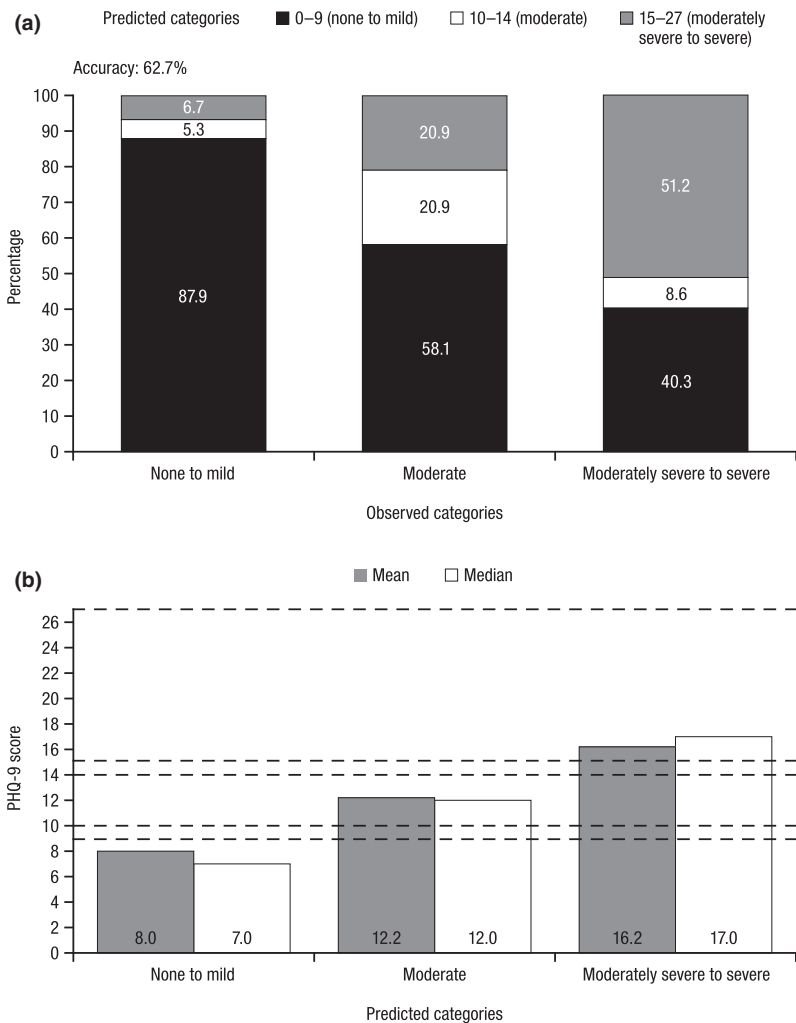 (a)
Predicted categories
0–9 (none to mild)
10–14 (moderate)
15–27 (moderately
severe to severe)
Accuracy: 62.7%
Percentage
100
90
80
70
60
50
40
30
20
10
0
6.7
5.3
87.9
20.9
20.9
58.1
51.2
8.6
40.3
None to mild
Moderate
Moderately severe to severe
Observed categories
(b)
Mean
Median
PHQ-9 score
26
24
22
20
18
16
14
12
10
8
6
4
2
0
8.0
7.0
12.2
12.0
16.2
17.0
None to mild
Moderate
Moderately severe to severe
Predicted categories